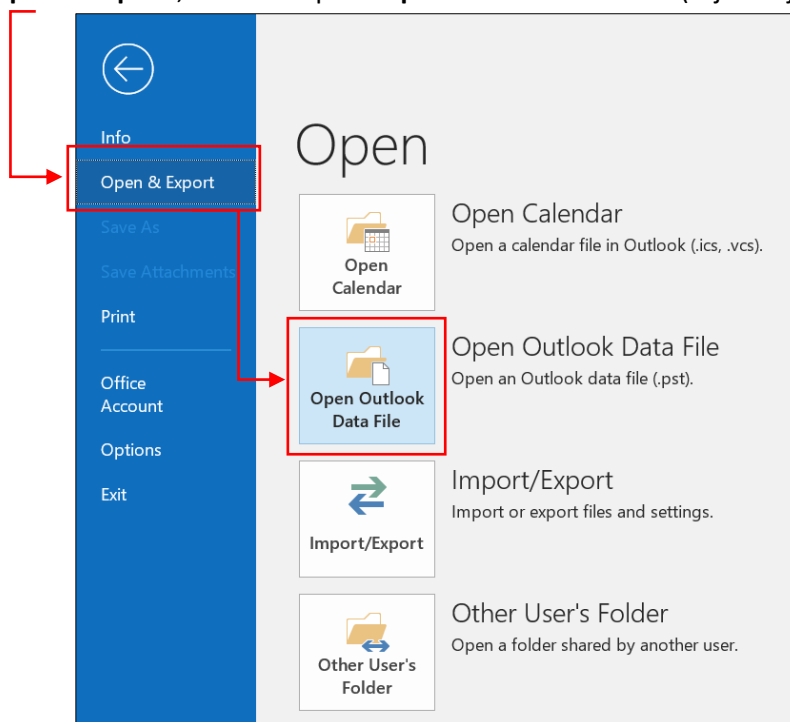 Info
Open & Export
Save As
Save Attachments
Print
Office
Account
Options
Exit
Open
Open
Calendar
Open Calendar
Open a calendar file in Outlook (.ics, .vcs).
Open Outlook
Data File
Open Outlook Data File
Open an Outlook data file (.pst).
Import/Export
Import/Export
Import or export files and settings.
Other User's
Folder
Other User's Folder
Open a folder shared by another user.